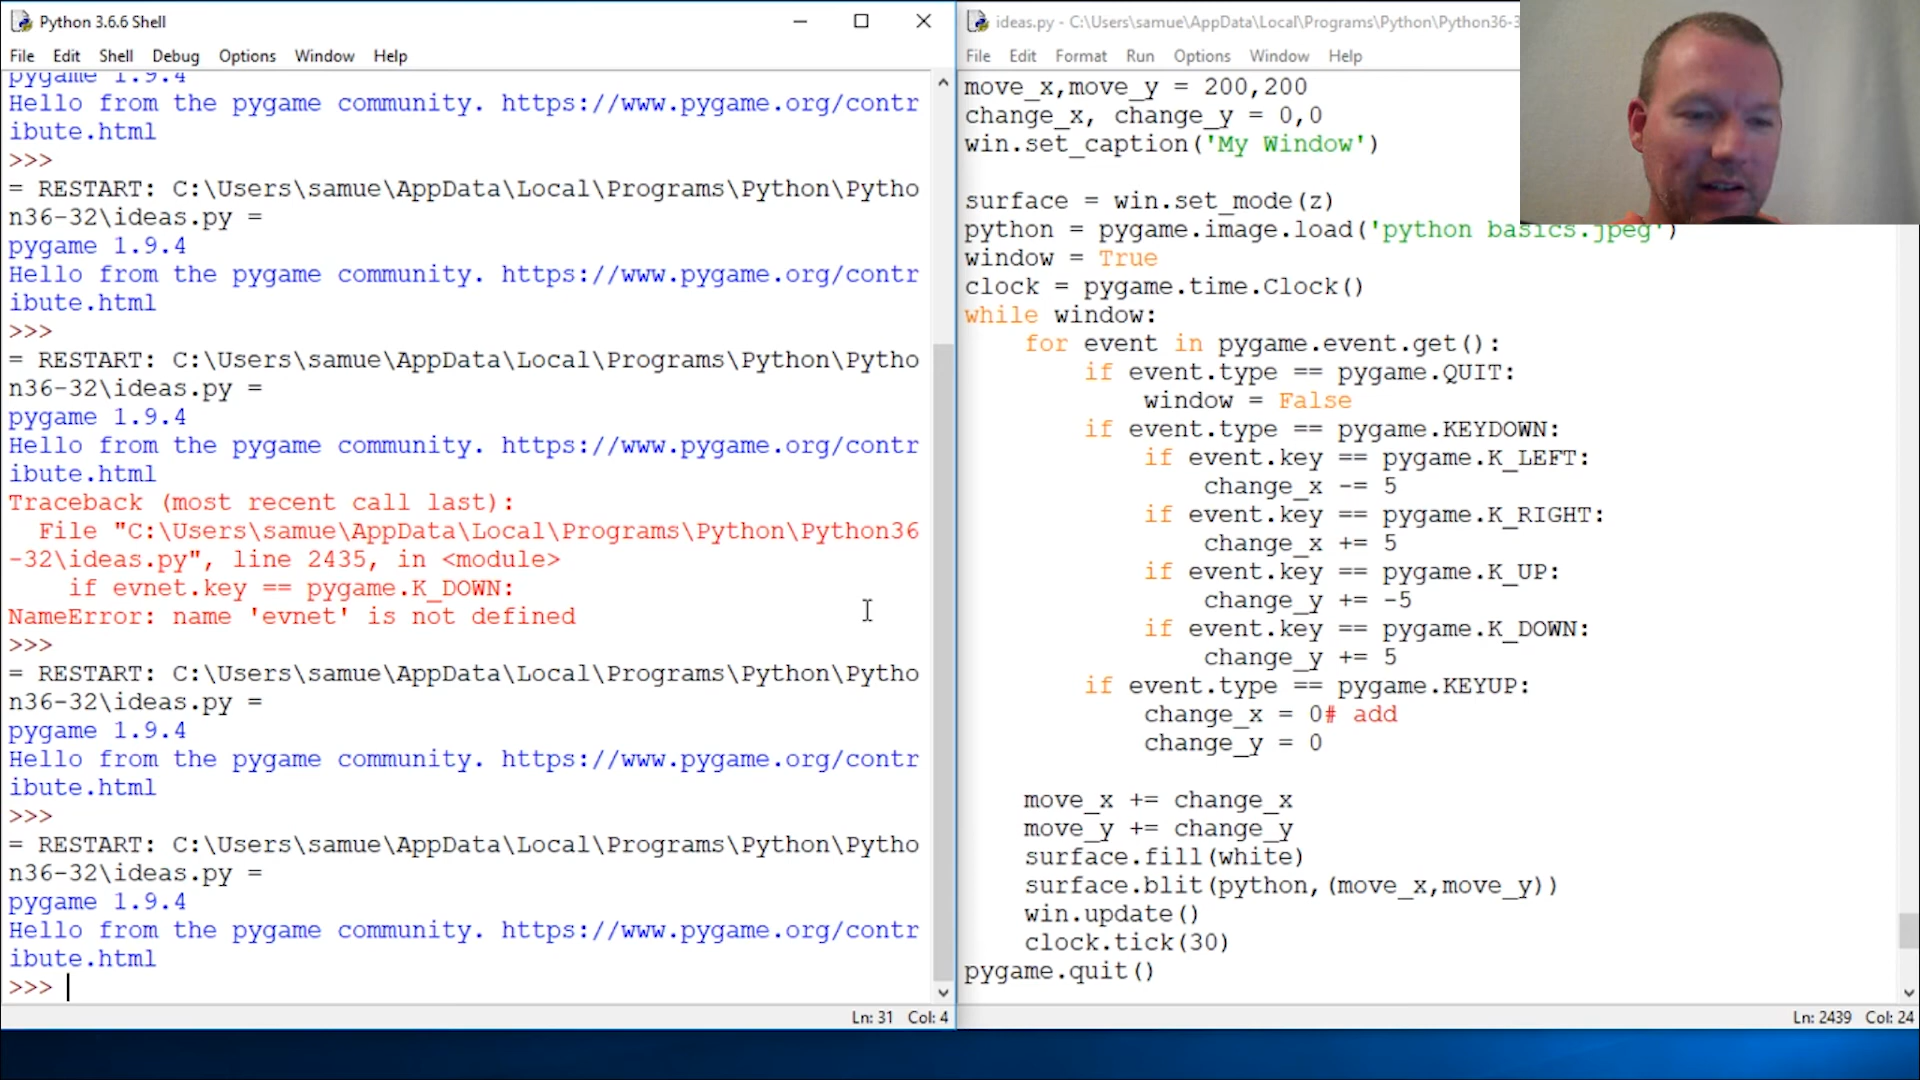 Python 3.6.6 Shell
File Edit Shell Debug Options Window Help
pygame 1.9.4
Hello from the pygame community. https://www.pygame.org/contr
ibute.html
>>>
= RESTART: C:\Users\samue\AppData\Local\Programs\Python\Pytho
n36-32\ideas.py =
pygame 1.9.4
Hello from the pygame community. https://www.pygame.org/contr
ibute.html
>>>
= RESTART: C:\Users\samue\AppData\Local\Programs\Python\Pytho
n36-32\ideas.py =
pygame 1.9.4
Hello from the pygame community. https://www.pygame.org/contr
ibute.html
Traceback (most recent call last):
  File "C:\Users\samue\AppData\Local\Programs\Python\Python36
-32\ideas.py", line 2435, in <module>
    if evnet.key == pygame.K_DOWN:
NameError: name 'evnet' is not defined
>>>
= RESTART: C:\Users\samue\AppData\Local\Programs\Python\Pytho
n36-32\ideas.py =
pygame 1.9.4
Hello from the pygame community. https://www.pygame.org/contr
ibute.html
>>>
= RESTART: C:\Users\samue\AppData\Local\Programs\Python\Pytho
n36-32\ideas.py =
pygame 1.9.4
Hello from the pygame community. https://www.pygame.org/contr
ibute.html
>>>
Ln: 31 Col: 4
ideas.py - C:\Users\samue\AppData\Local\Programs\Python\Python36-3
File Edit Format Run Options Window Help
move_x,move_y = 200,200
change_x, change_y = 0,0
win.set_caption('My Window')
surface = win.set_mode(z)
python = pygame.image.load('python basics.jpeg')
window = True
clock = pygame.time.Clock()
while window:
    for event in pygame.event.get():
        if event.type == pygame.QUIT:
            window = False
        if event.type == pygame.KEYDOWN:
            if event.key == pygame.K_LEFT:
                change_x -= 5
            if event.key == pygame.K_RIGHT:
                change_x += 5
            if event.key == pygame.K_UP:
                change_y += -5
            if event.key == pygame.K_DOWN:
                change_y += 5
        if event.type == pygame.KEYUP:
            change_x = 0# add
            change_y = 0
    move_x += change_x
    move_y += change_y
    surface.fill(white)
    surface.blit(python,(move_x,move_y))
    win.update()
    clock.tick(30)
pygame.quit()
Ln: 2439 Col: 24